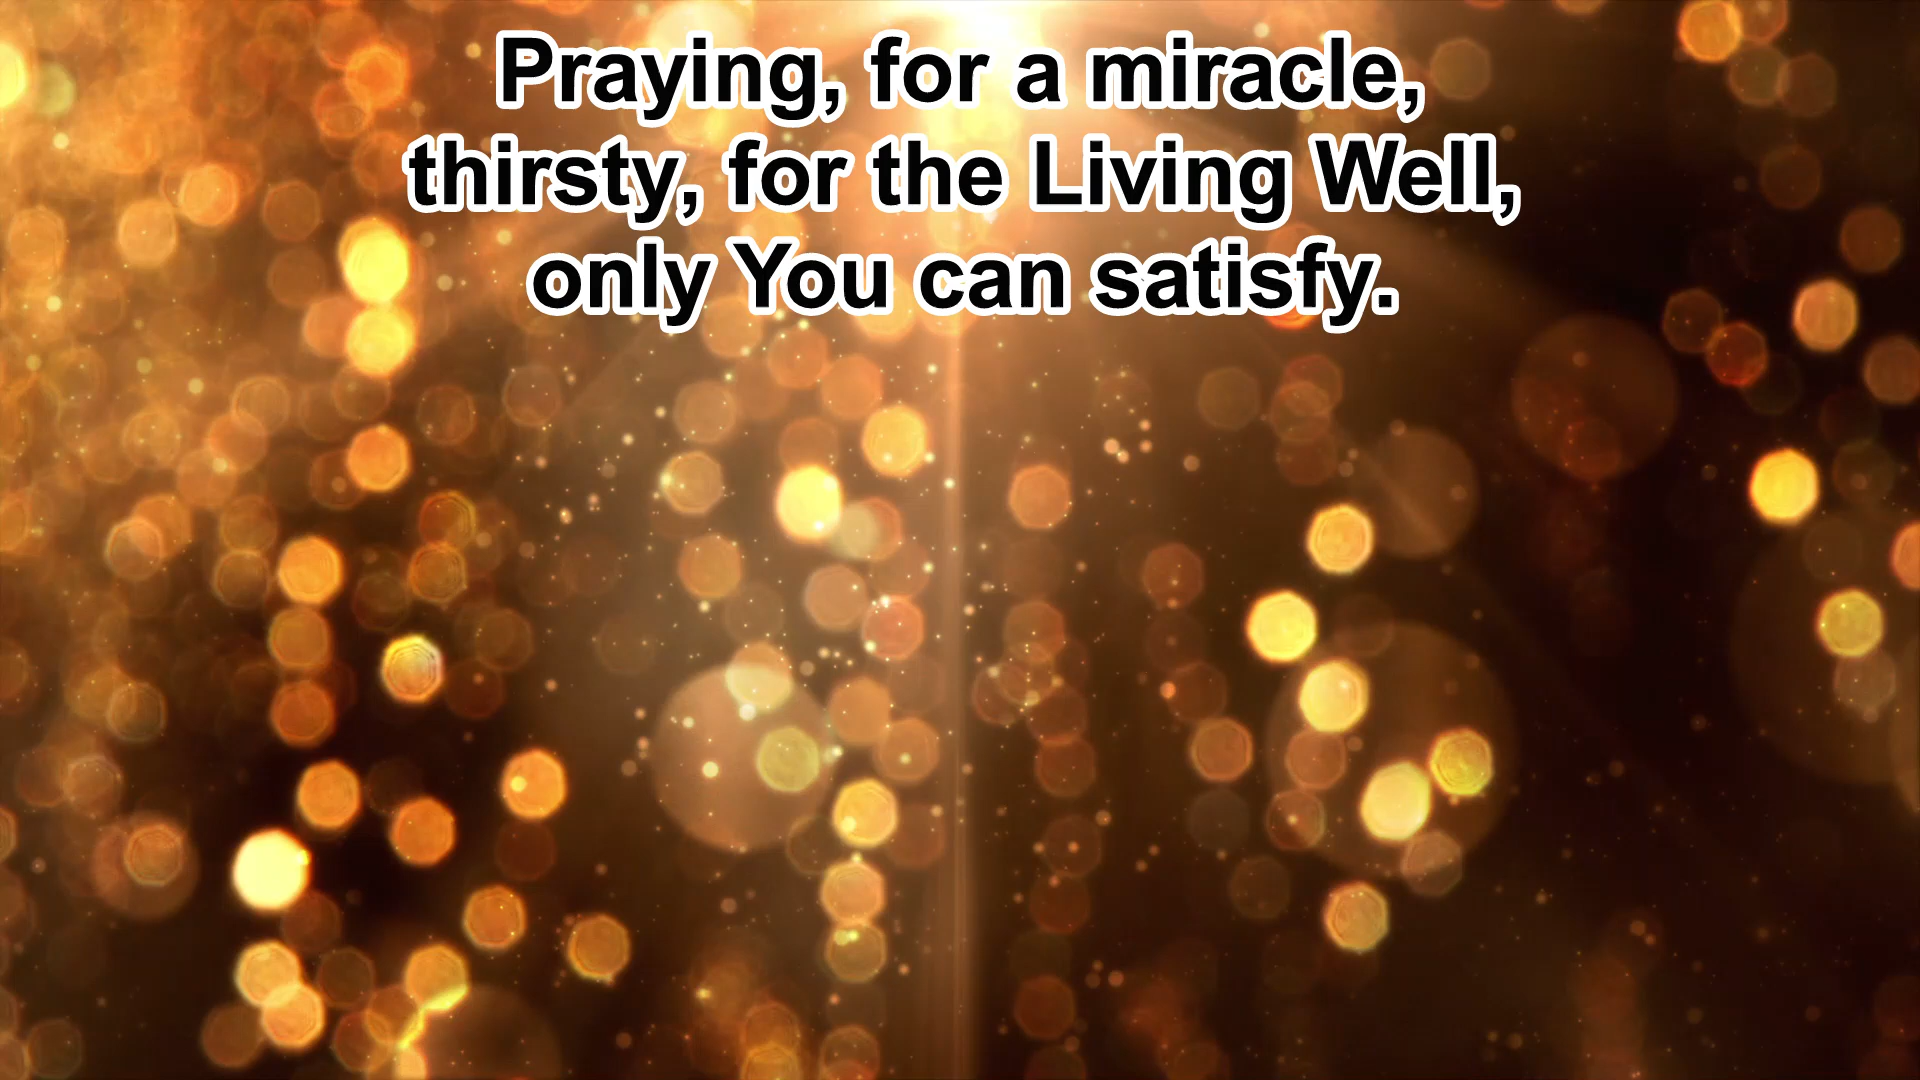 Praying, for a miracle,
thirsty, for the Living Well,
only You can satisfy.